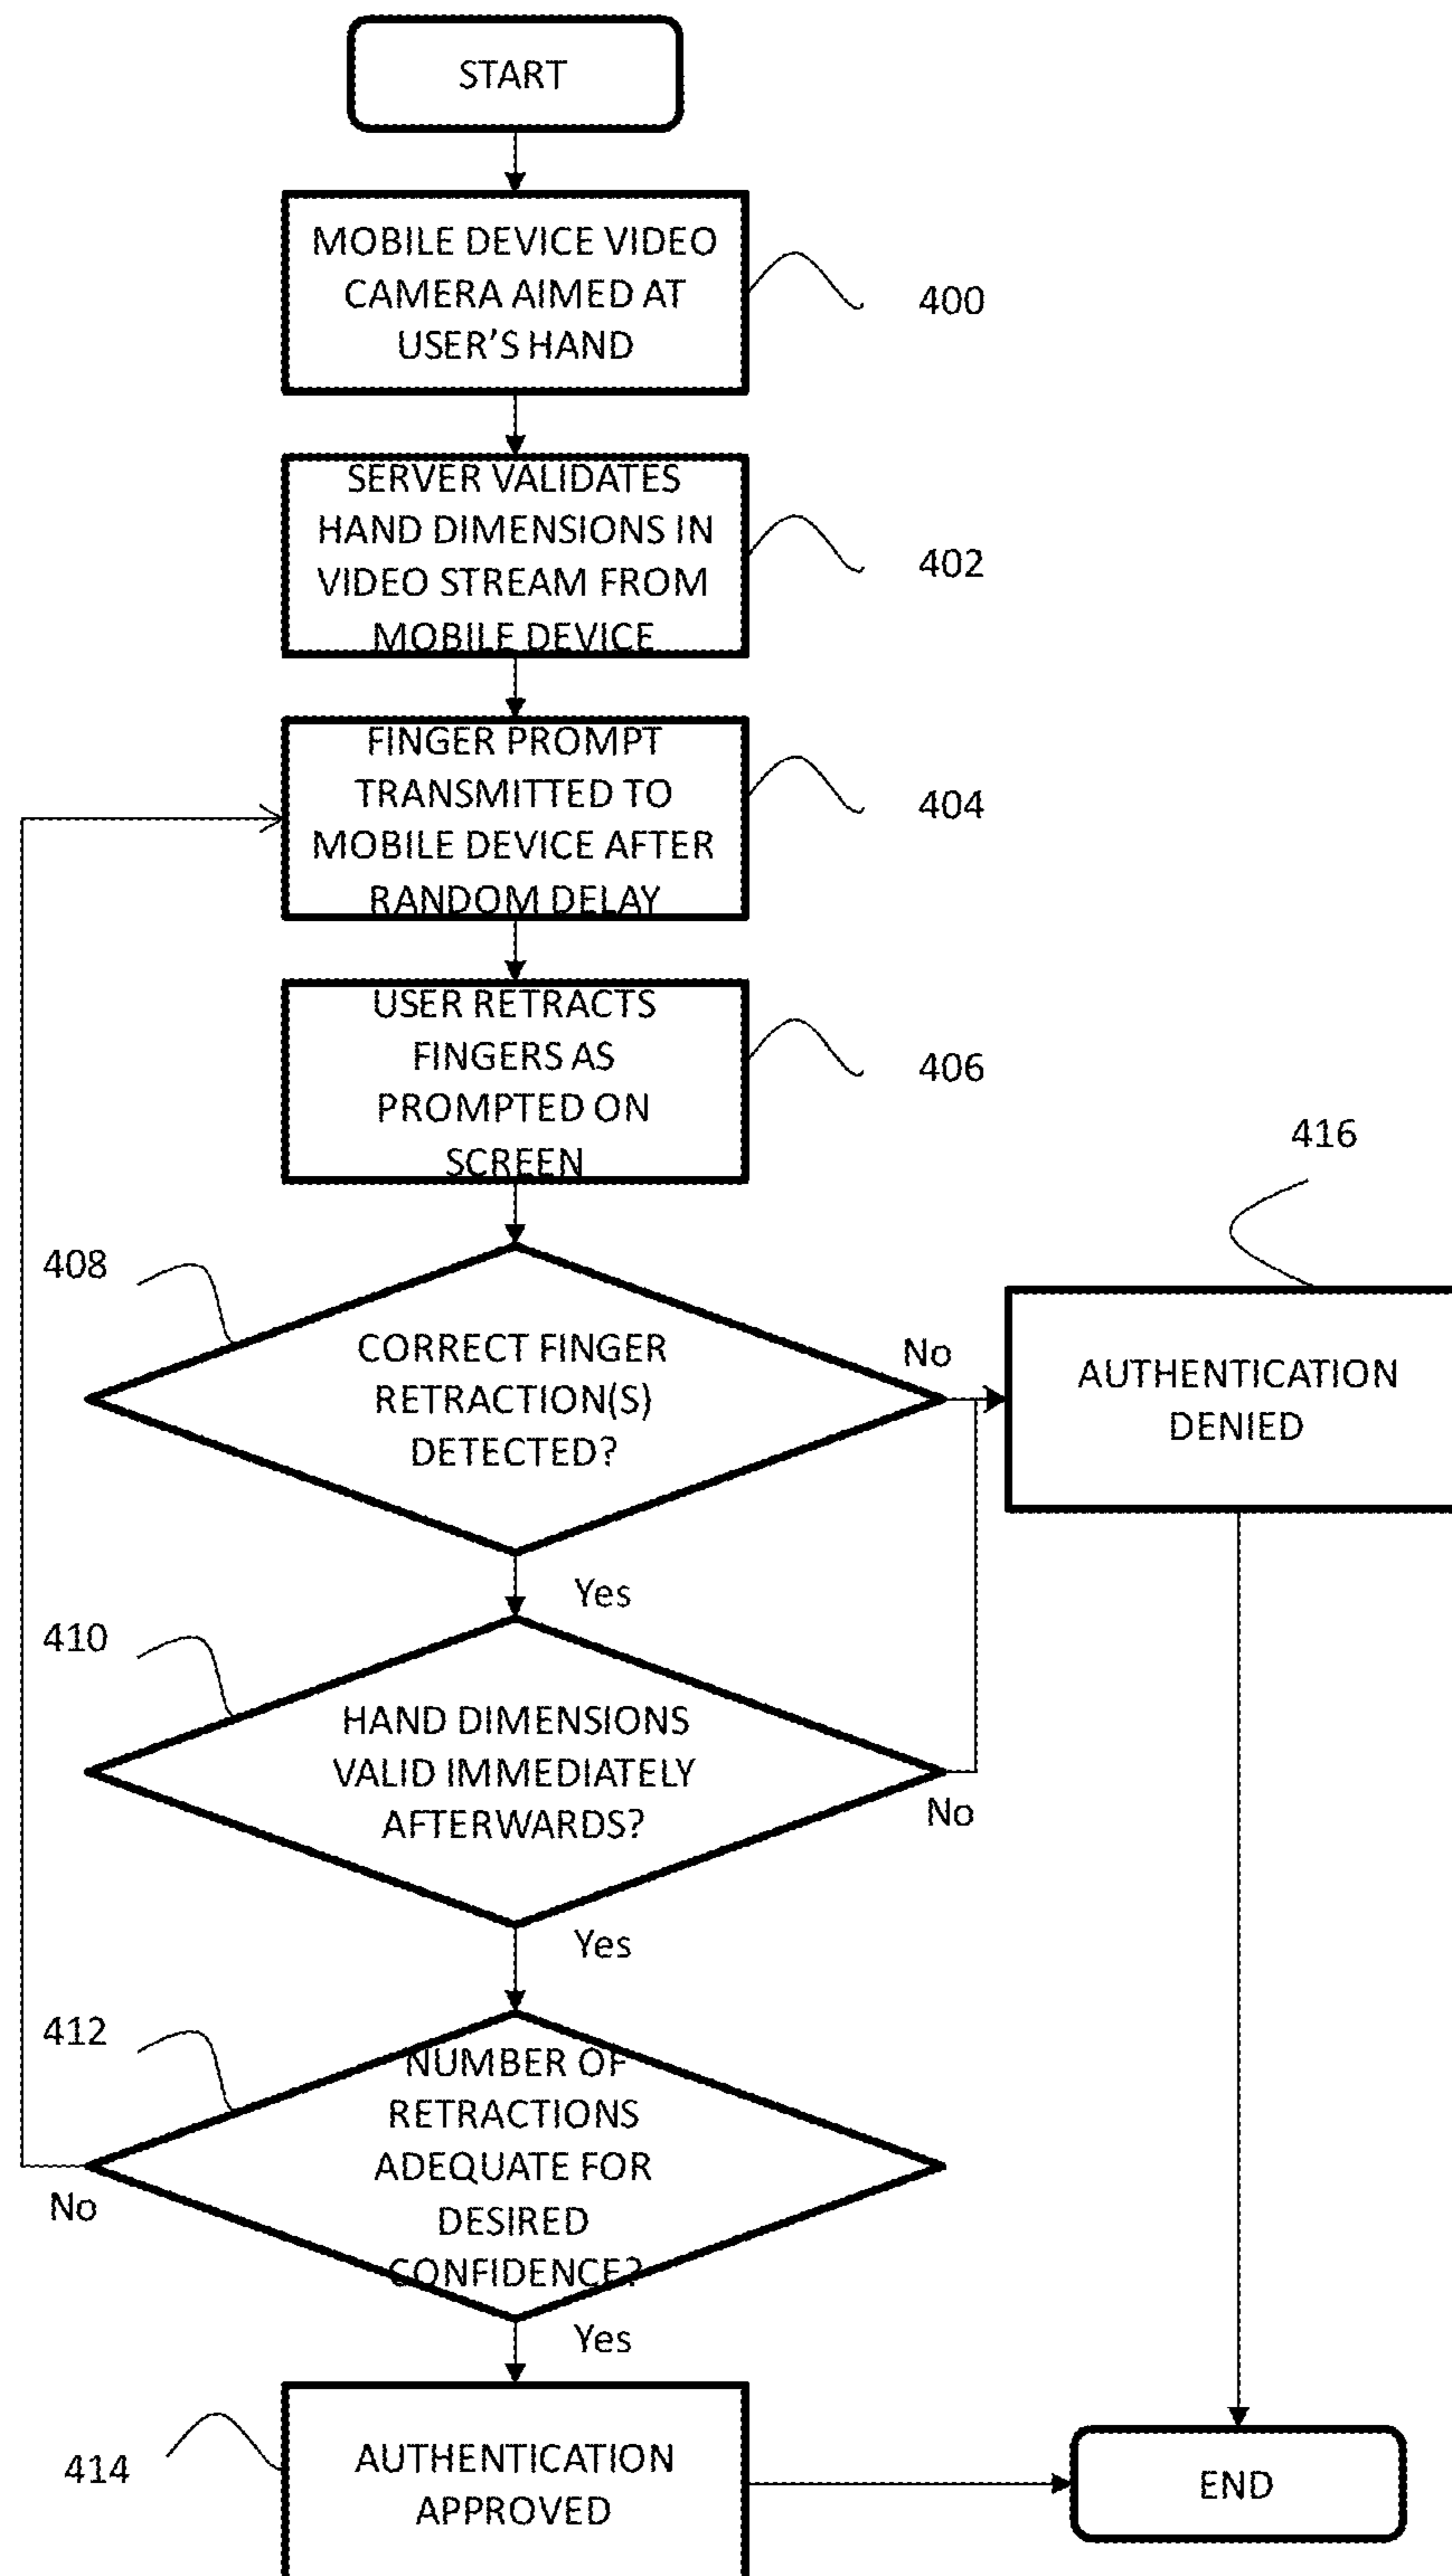 START
MOBILE DEVICE VIDEO
CAMERA AIMED AT
USER'S HAND
400
SERVER VALIDATES
HAND DIMENSIONS IN
VIDEO STREAM FROM
MOBILE DEVICE
402
FINGER PROMPT
TRANSMITTED TO
MOBILE DEVICE AFTER
RANDOM DELAY
404
USER RETRACTS
FINGERS AS
PROMPTED ON
SCREEN
406
408
CORRECT FINGER
RETRACTION(S)
DETECTED?
No
416
AUTHENTICATION
DENIED
Yes
410
HAND DIMENSIONS
VALID IMMEDIATELY
AFTERWARDS?
No
Yes
412
NUMBER OF
RETRACTIONS
ADEQUATE FOR
DESIRED
CONFIDENCE?
No
Yes
414
AUTHENTICATION
APPROVED
END